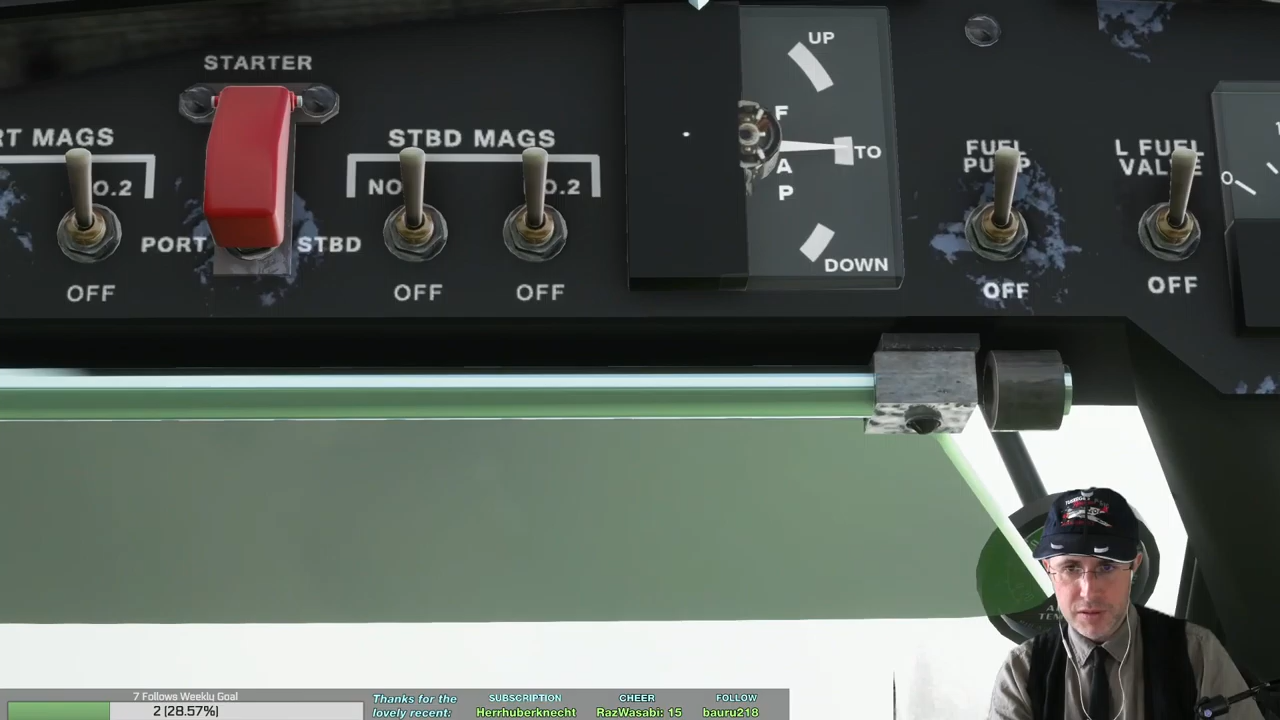 STARTER
RT MAGS
O.2
PORT
STBD
OFF
STBD MAGS
NO
O.2
OFF
OFF
UP
F
A
P
TO
DOWN
FUEL
PUMP
OFF
L FUEL
VALVE
OFF
0
7 Follows Weekly Goal
2 (28.57%)
Thanks for the
lovely recent:
SUBSCRIPTION
Herrhuberknecht
CHEER
RazWasabi: 15
FOLLOW
bauru218